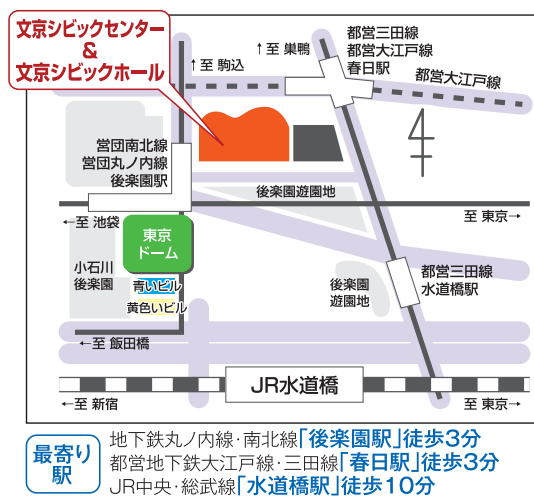 文京シビックセンター
&
文京シビックホール
↑至 駒込
↑至 巣鴨
都営三田線
都営大江戸線
春日駅
都営大江戸線
営団南北線
営団丸ノ内線
後楽園駅
後楽園遊園地
←至 池袋
至 東京→
東京
ドーム
小石川
後楽園
青いビル
黄色いビル
後楽園
遊園地
都営三田線
水道橋駅
←至 飯田橋
JR水道橋
←至 新宿
至 東京→
最寄り
駅
地下鉄丸ノ内線・南北線「後楽園駅」徒歩3分
都営地下鉄大江戸線・三田線「春日駅」徒歩3分
JR中央・総武線「水道橋駅」徒歩10分